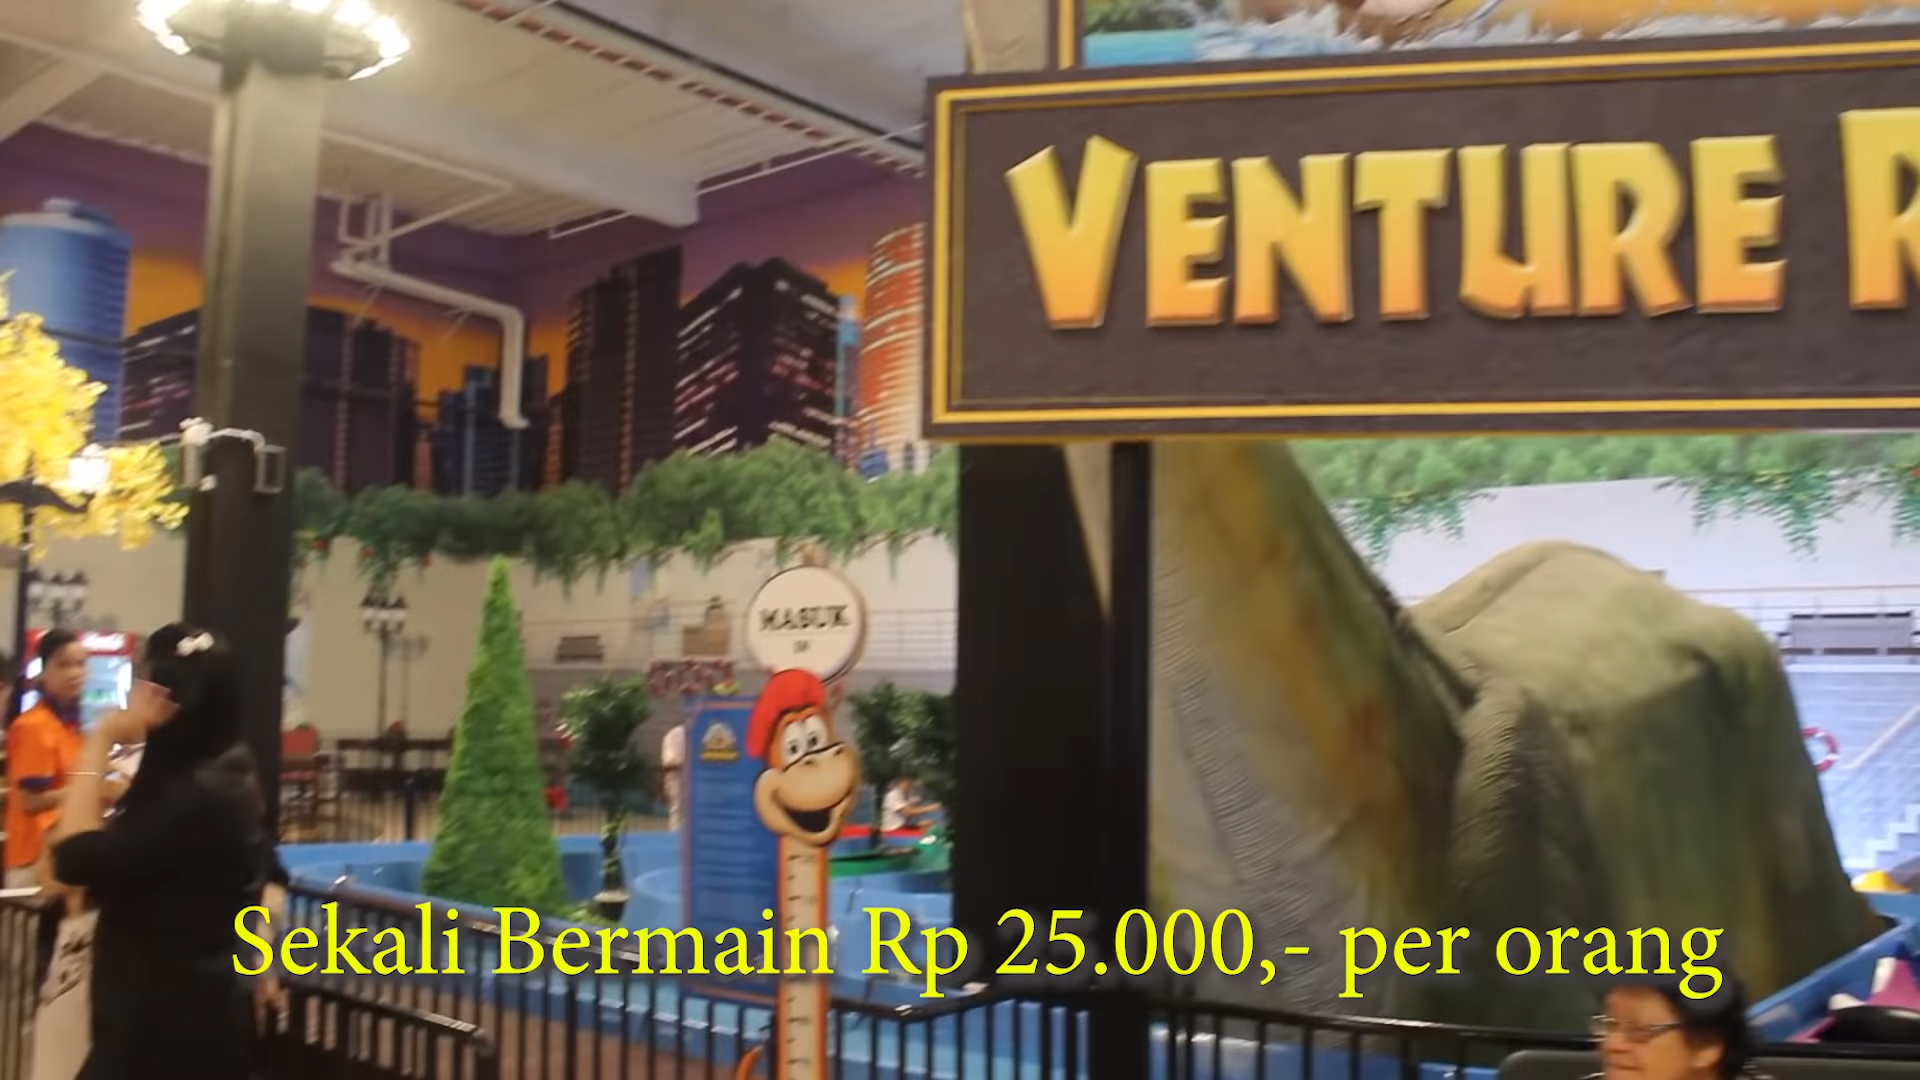 VENTURE R
MASUK
Sekali Bermain Rp 25.000,- per orang